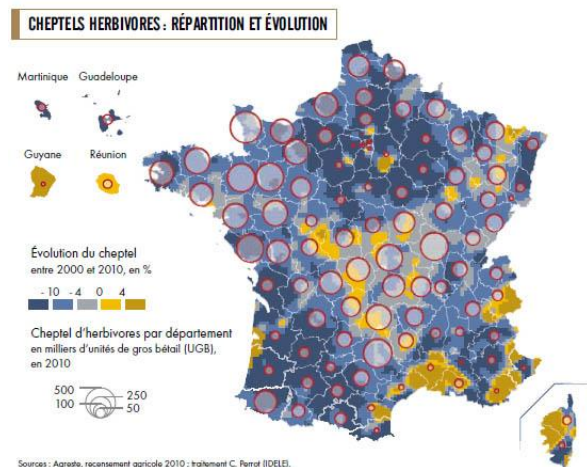 CHEPTELS HERBIVORES : RÉPARTITION ET ÉVOLUTION
Martinique Guadeloupe
Guyane Réunion
Évolution du cheptel
entre 2000 et 2010, en %
- 10 - 4 0 4
Cheptel d'herbivores par département
en milliers d'unités de gros bétail (UGB),
en 2010
500 250
100 50
Sources : Agreste, recensement agricole 2010 ; traitement C. Perrot (IDELE).